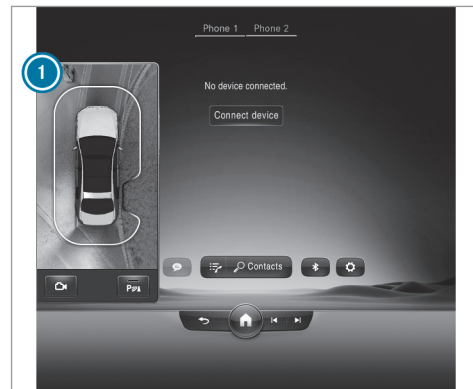 Phone 1 Phone 2
1
No device connected.
Connect device
Contacts
P